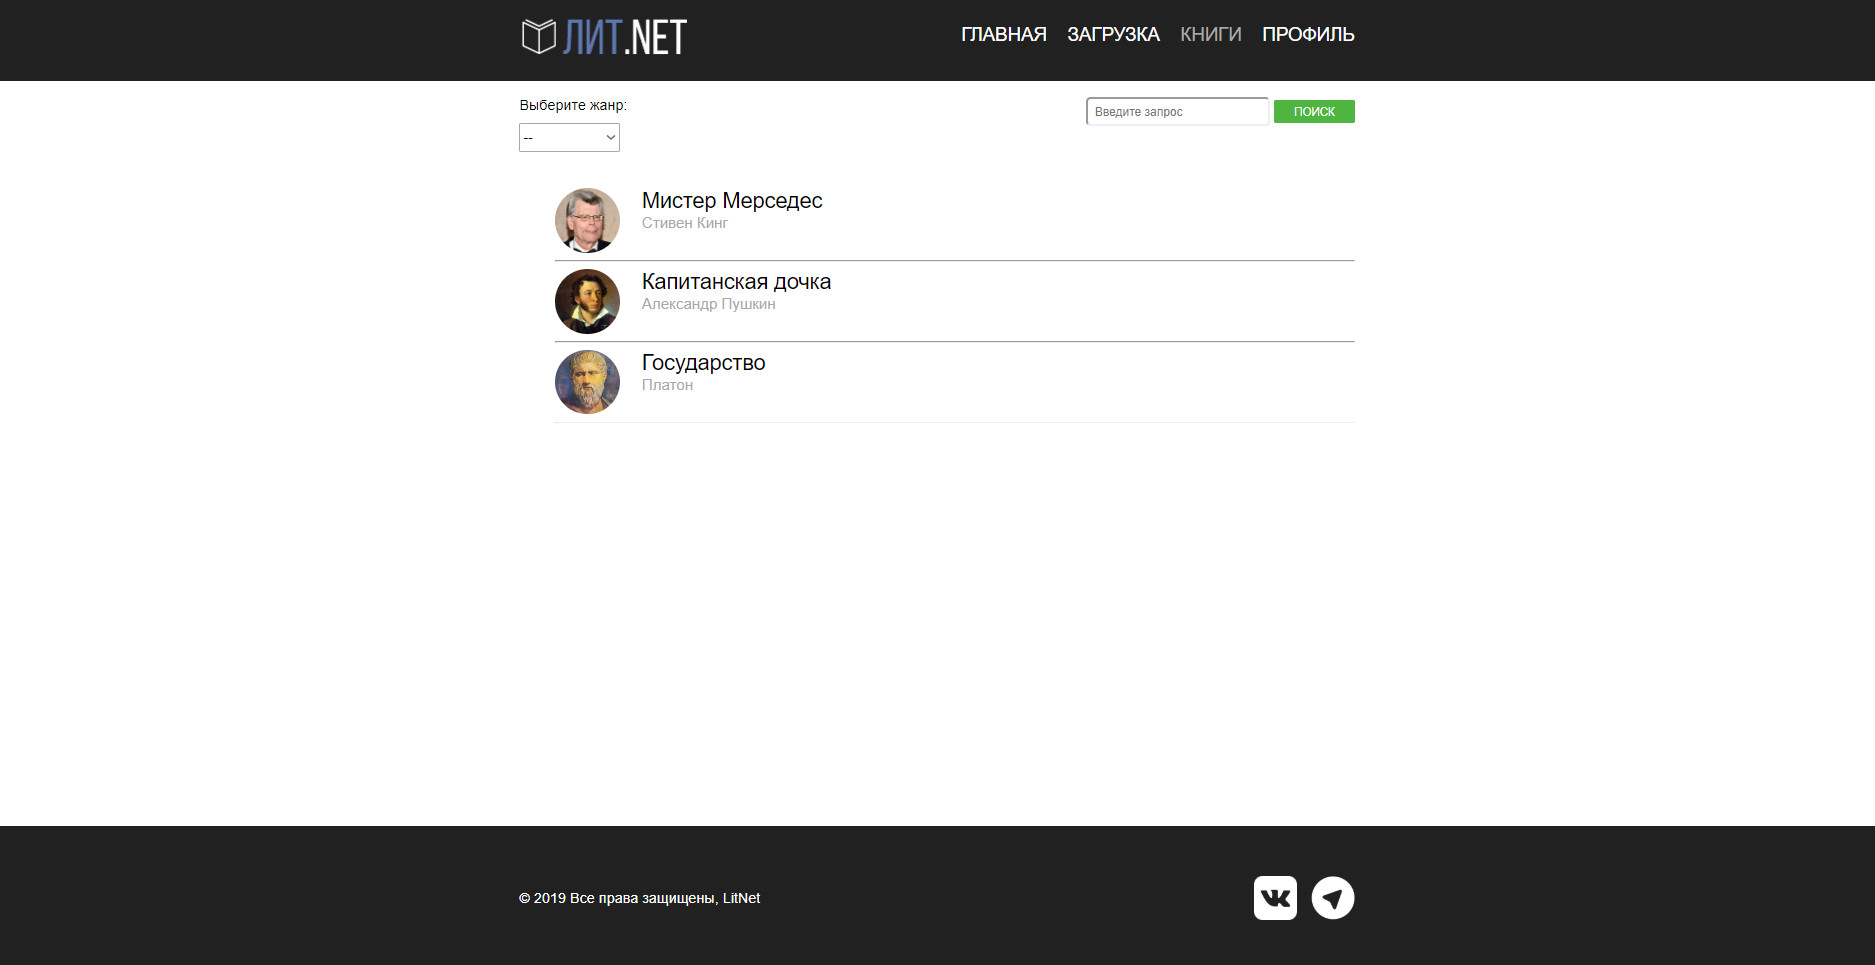 ЛИТ.NET
ГЛАВНАЯ ЗАГРУЗКА КНИГИ ПРОФИЛЬ
Выберите жанр:
Введите запрос ПОИСК
--
Мистер Мерседес
Стивен Кинг
Капитанская дочка
Александр Пушкин
Государство
Платон
© 2019 Все права защищены, LitNet